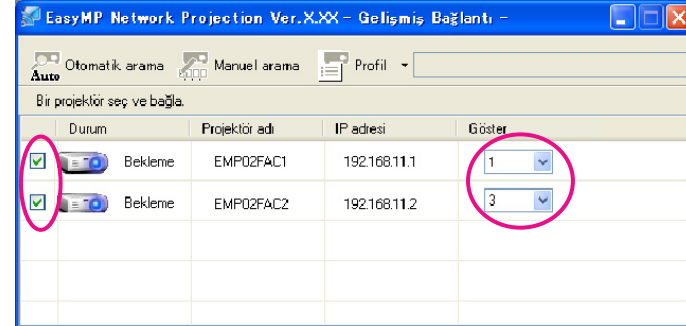 EasyMP Network Projection Ver.X.XX - Gelişmiş Bağlantı -
Auto Otomatik arama Manuel arama Profil
Bir projektör seç ve bağla.
Durum Projektör adı IP adresi Göster
Bekleme EMP02FAC1 192.168.11.1 1
Bekleme EMP02FAC2 192.168.11.2 3